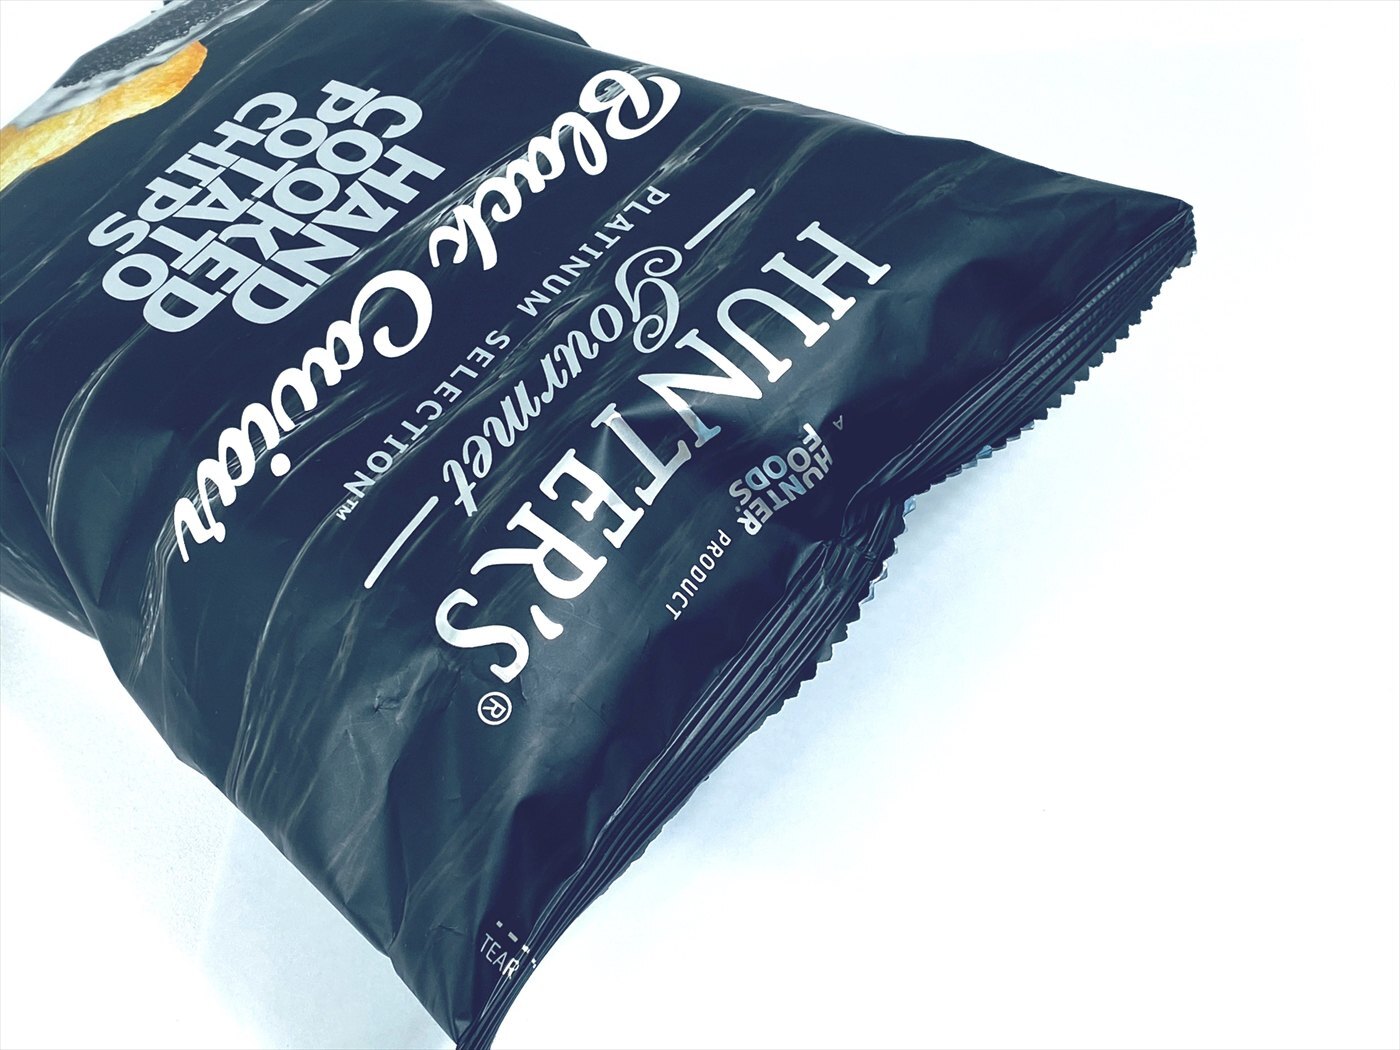 A
HUNTER
FOODS.
PRODUCT
HUNTER'S®
Gourmet
PLATINUM SELECTION™
Black Caviar
HAND
COOKED
POTATO
CHIPS
TEAR